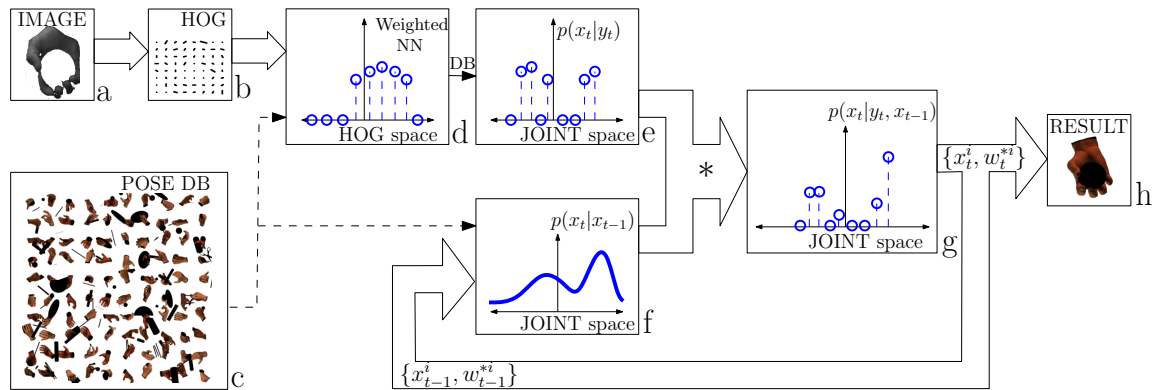 IMAGE
a
HOG
b
Weighted
NN
HOG space
d
DB
p(x_t|y_t)
JOINT space
e
POSE DB
c
p(x_t|x_{t-1})
JOINT space
f
*
p(x_t|y_t, x_{t-1})
JOINT space
g
{x_t^i, w_t^{*i}}
RESULT
h
{x_{t-1}^i, w_{t-1}^{*i}}